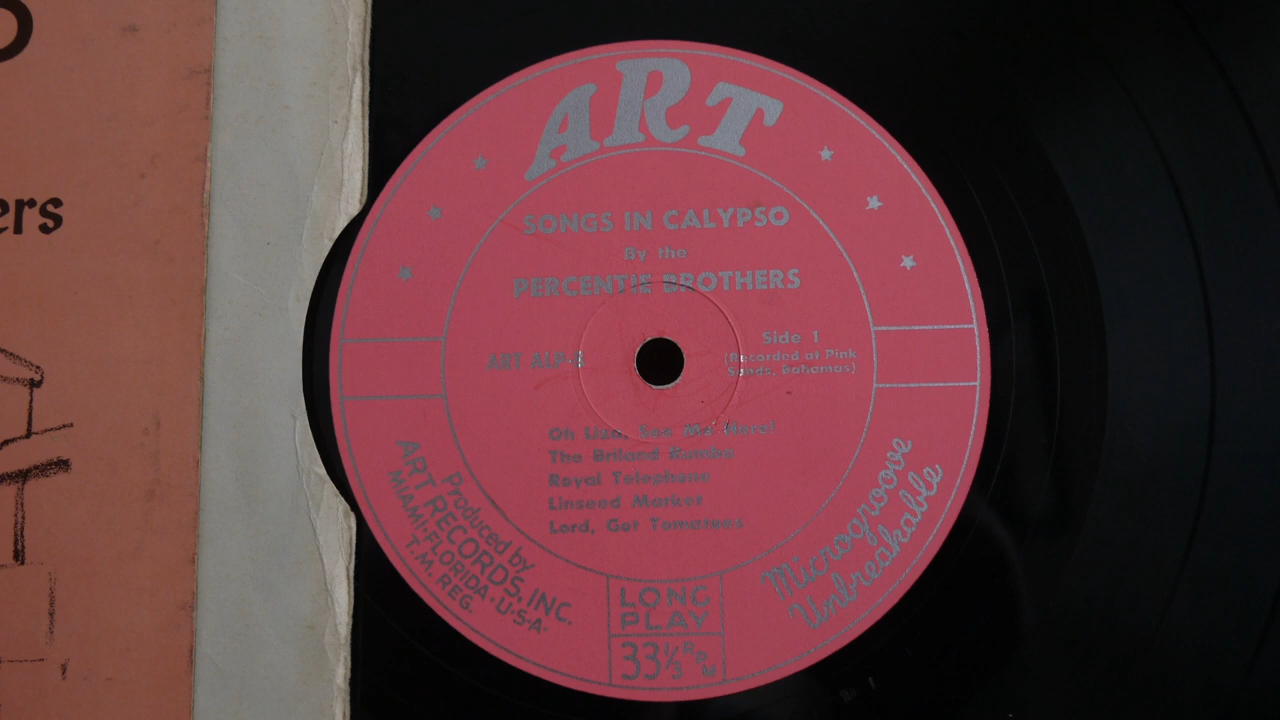 ers
ART
SONGS IN CALYPSO
By the
PERCENTIE BROTHERS
ART ALP-
Side 1
(Recorded at Pink
Sands, Bahamas)
Oh Liza, See Me Here!
The Briland Rumba
Royal Telephone
Linseed Market
Lord, Got Tomatoes
Produced by
ART RECORDS, INC.
MIAMI-FLORIDA-U-S-A-
T.M. REG.
LONG
PLAY
33⅓ RPM
Microgroove
Unbreakable